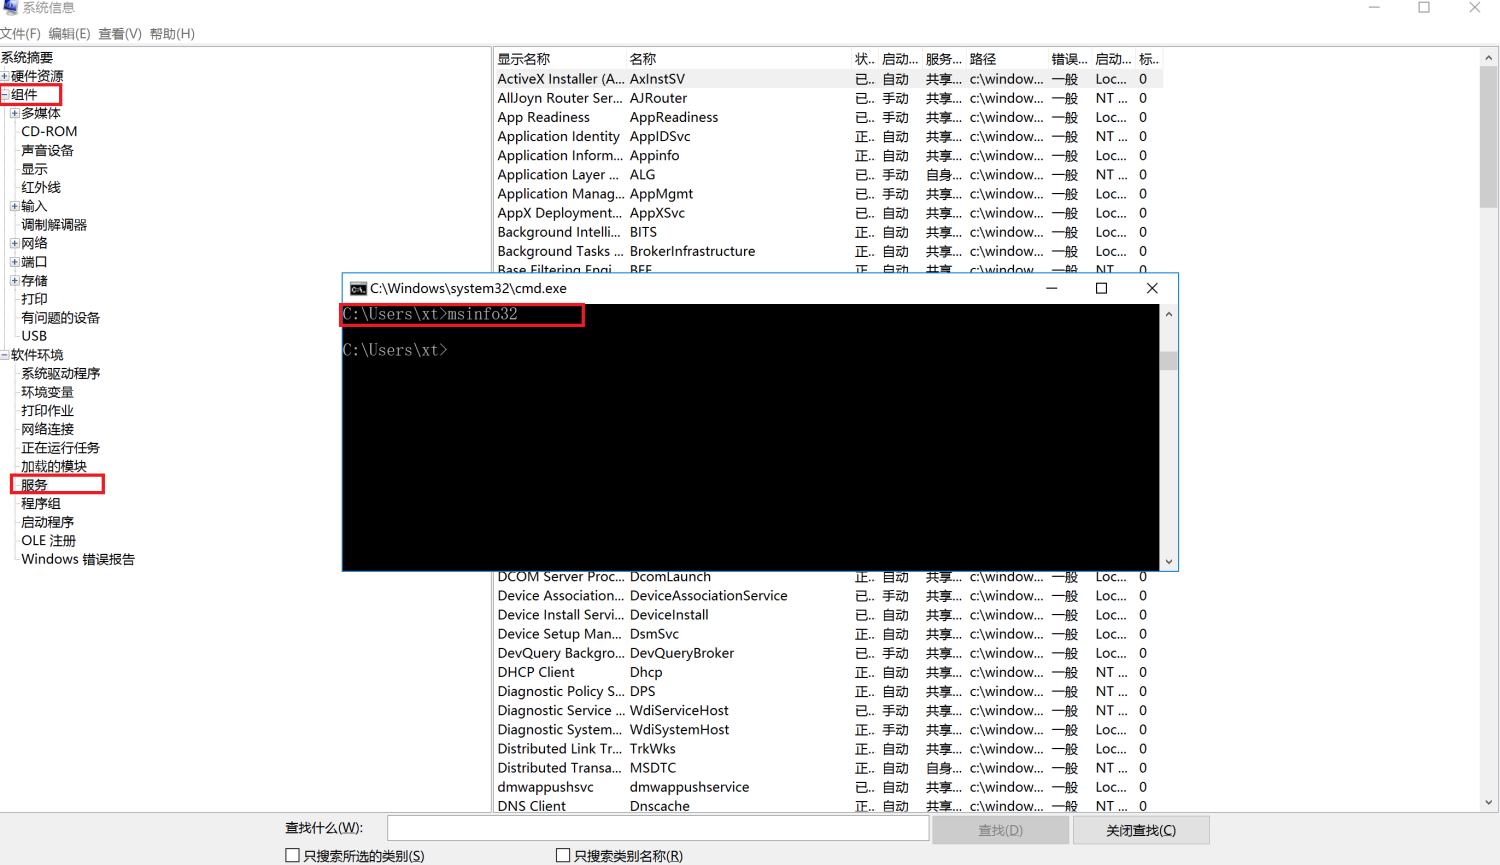 系统信息
文件(F) 编辑(E) 查看(V) 帮助(H)
系统摘要
硬件资源
组件
多媒体
CD-ROM
声音设备
显示
红外线
输入
调制解调器
网络
端口
存储
打印
有问题的设备
USB
软件环境
系统驱动程序
环境变量
打印作业
网络连接
正在运行任务
加载的模块
服务
程序组
启动程序
OLE 注册
Windows 错误报告
显示名称 名称 状.. 启动... 服务... 路径 错误... 启动... 标..
ActiveX Installer (A... AxInstSV 已.. 自动 共享... c:\window... 一般 Loc... 0
AllJoyn Router Ser... AJRouter 已.. 手动 共享... c:\window... 一般 NT ... 0
App Readiness AppReadiness 已.. 手动 共享... c:\window... 一般 Loc... 0
Application Identity AppIDSvc 正.. 自动 共享... c:\window... 一般 NT ... 0
Application Inform... Appinfo 正.. 自动 共享... c:\window... 一般 Loc... 0
Application Layer ... ALG 已.. 手动 自身... c:\window... 一般 NT ... 0
Application Manag... AppMgmt 已.. 手动 共享... c:\window... 一般 Loc... 0
AppX Deployment... AppXSvc 已.. 自动 共享... c:\window... 一般 Loc... 0
Background Intelli... BITS 正.. 自动 共享... c:\window... 一般 Loc... 0
Background Tasks ... BrokerInfrastructure 正.. 自动 共享... c:\window... 一般 Loc... 0
Base Filtering Engi... BFE 正.. 自动 共享... c:\window... 一般 NT ... 0
C:\Windows\system32\cmd.exe
C:\Users\xt>msinfo32
C:\Users\xt>
DCOM Server Proc... DcomLaunch 正.. 自动 共享... c:\window... 一般 Loc... 0
Device Association... DeviceAssociationService 已.. 手动 共享... c:\window... 一般 Loc... 0
Device Install Servi... DeviceInstall 已.. 自动 共享... c:\window... 一般 Loc... 0
Device Setup Man... DsmSvc 正.. 自动 共享... c:\window... 一般 Loc... 0
DevQuery Backgro... DevQueryBroker 已.. 手动 共享... c:\window... 一般 Loc... 0
DHCP Client Dhcp 正.. 自动 共享... c:\window... 一般 NT ... 0
Diagnostic Policy S... DPS 正.. 自动 共享... c:\window... 一般 NT ... 0
Diagnostic Service ... WdiServiceHost 已.. 手动 共享... c:\window... 一般 NT ... 0
Diagnostic System... WdiSystemHost 正.. 手动 共享... c:\window... 一般 Loc... 0
Distributed Link Tr... TrkWks 正.. 自动 共享... c:\window... 一般 Loc... 0
Distributed Transa... MSDTC 正.. 自动 自身... c:\window... 一般 NT ... 0
dmwappushsvc dmwappushservice 已.. 自动 共享... c:\window... 一般 Loc... 0
DNS Client Dnscache 正.. 自动 共享... c:\window... 一般 NT ... 0
查找什么(W): 查找(D) 关闭查找(C)
只搜索所选的类别(S) 只搜索类别名称(R)